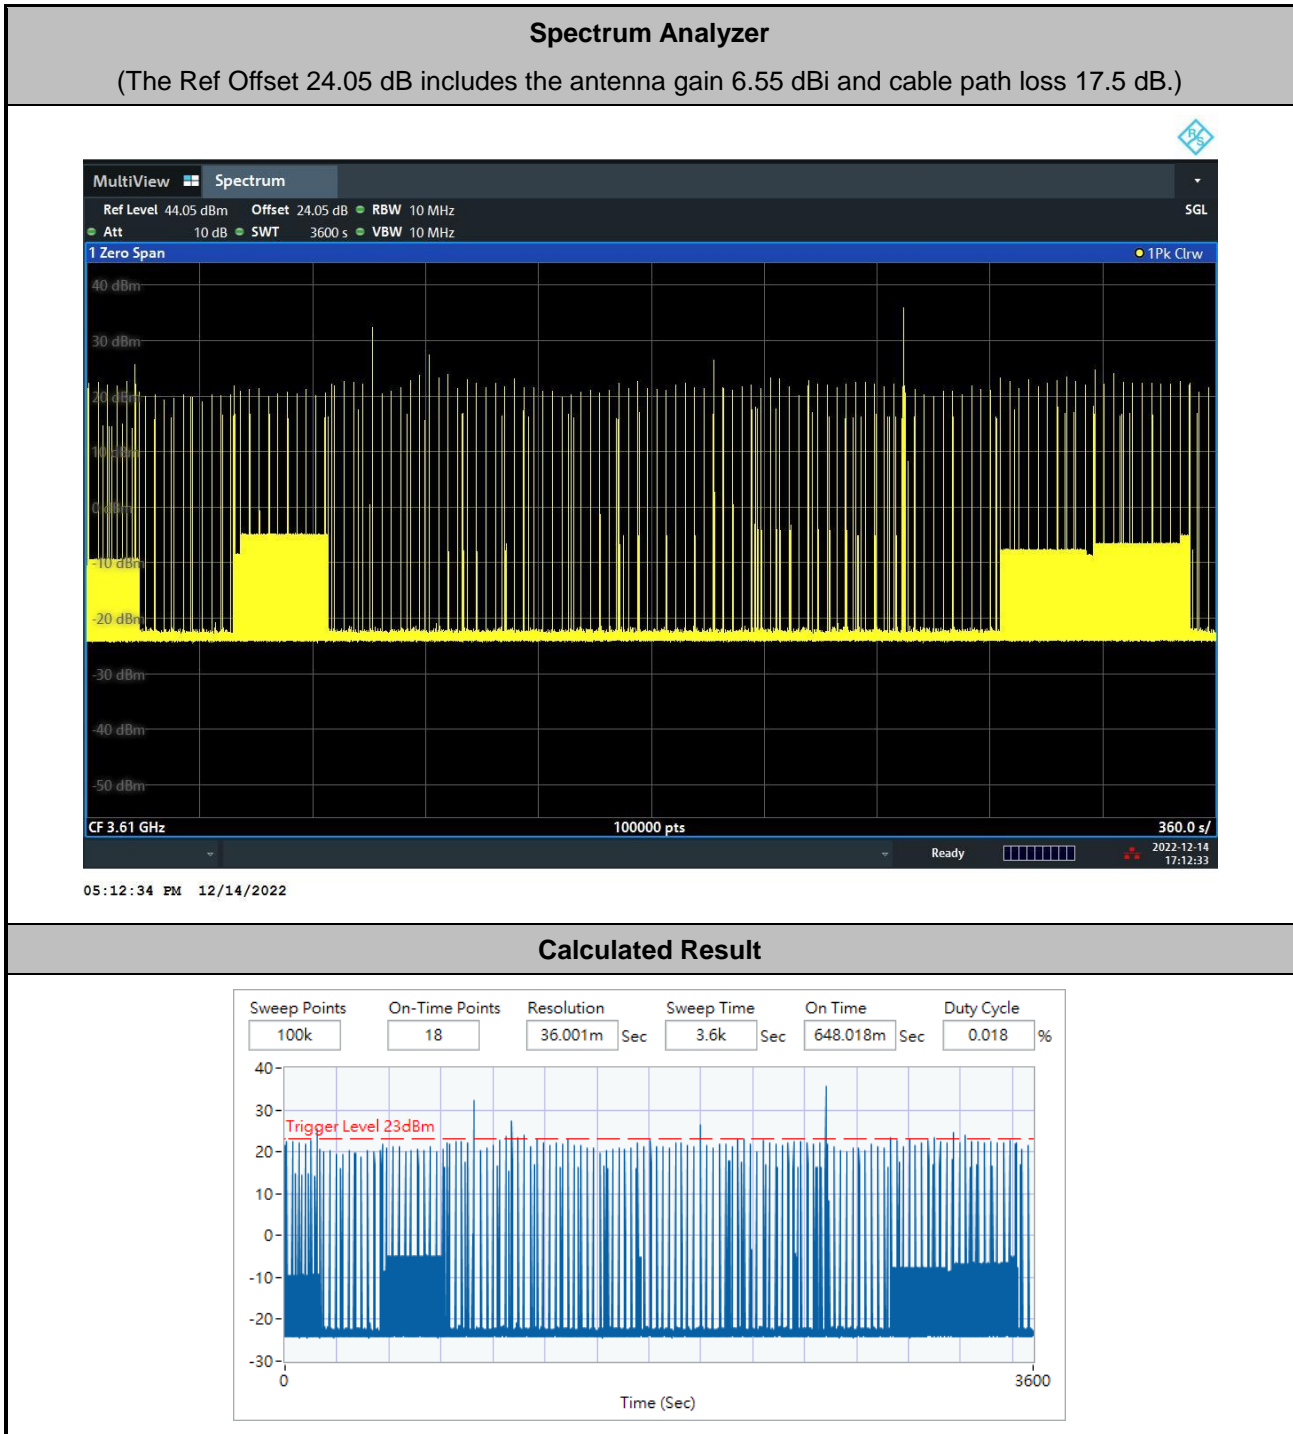 Spectrum Analyzer
(The Ref Offset 24.05 dB includes the antenna gain 6.55 dBi and cable path loss 17.5 dB.)
R S
MultiView Spectrum
Ref Level 44.05 dBm Offset 24.05 dB RBW 10 MHz SGL
Att 10 dB SWT 3600 s VBW 10 MHz
1 Zero Span 1Pk Clrw
40 dBm
30 dBm
20 dBm
10 dBm
0 dBm
-10 dBm
-20 dBm
-30 dBm
-40 dBm
-50 dBm
CF 3.61 GHz 100000 pts 360.0 s/
Ready 2022-12-14
17:12:33
05:12:34 PM 12/14/2022
Calculated Result
Sweep Points On-Time Points Resolution Sweep Time On Time Duty Cycle
100k 18 36.001m Sec 3.6k Sec 648.018m Sec 0.018 %
40
30
Trigger Level 23dBm
20
10
0
-10
-20
-30
0 3600
Time (Sec)